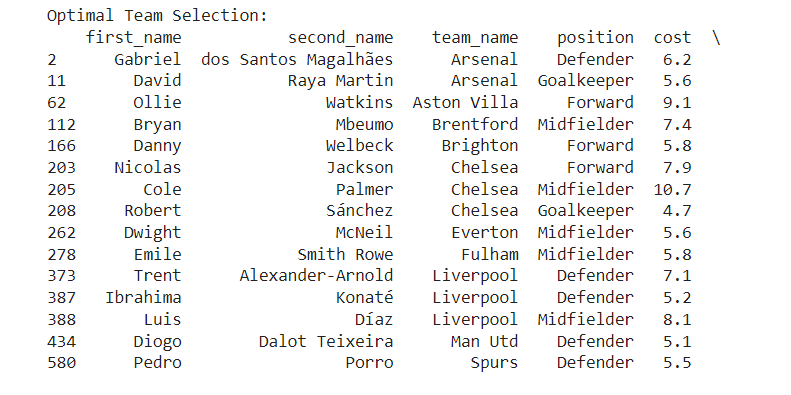 Optimal Team Selection:
first_name second_name team_name position cost \
2 Gabriel dos Santos Magalhães Arsenal Defender 6.2
11 David Raya Martin Arsenal Goalkeeper 5.6
62 Ollie Watkins Aston Villa Forward 9.1
112 Bryan Mbeumo Brentford Midfielder 7.4
166 Danny Welbeck Brighton Forward 5.8
203 Nicolas Jackson Chelsea Forward 7.9
205 Cole Palmer Chelsea Midfielder 10.7
208 Robert Sánchez Chelsea Goalkeeper 4.7
262 Dwight McNeil Everton Midfielder 5.6
278 Emile Smith Rowe Fulham Midfielder 5.8
373 Trent Alexander-Arnold Liverpool Defender 7.1
387 Ibrahima Konaté Liverpool Defender 5.2
388 Luis Díaz Liverpool Midfielder 8.1
434 Diogo Dalot Teixeira Man Utd Defender 5.1
580 Pedro Porro Spurs Defender 5.5